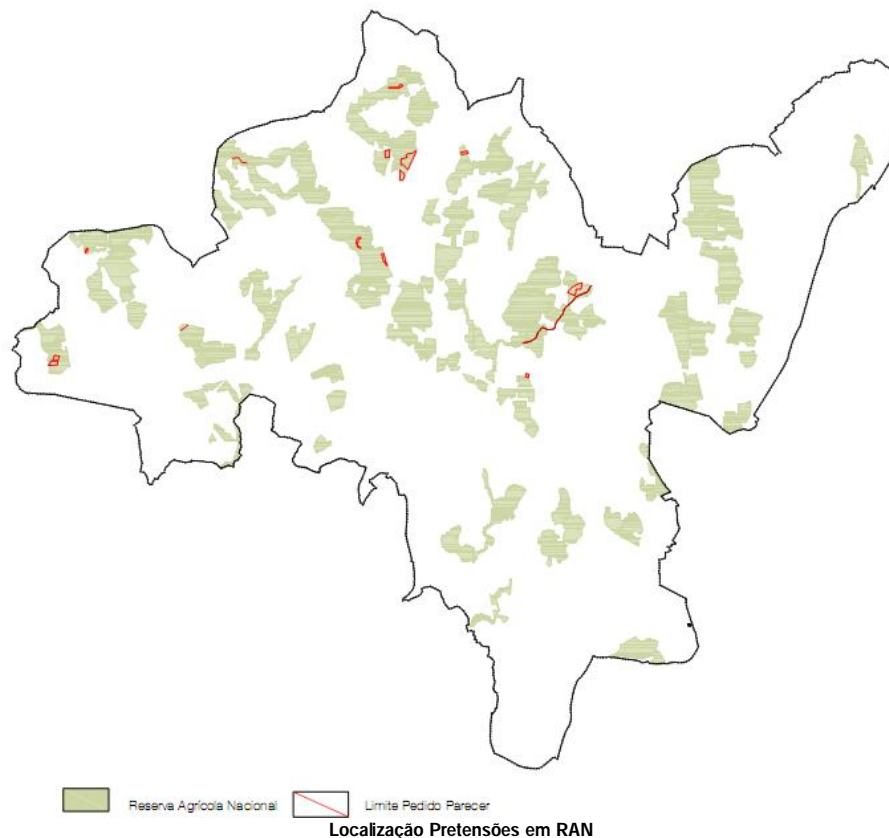 Reserva Agrícola Nacional Limite Pedido Parecer
Localização Pretensões em RAN